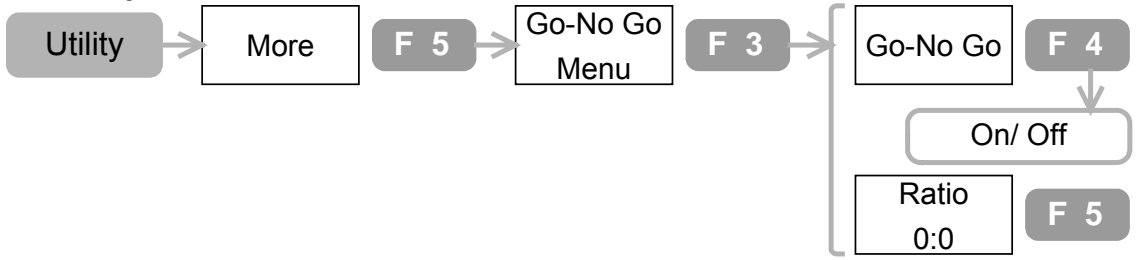 Utility
More
F 5
Go-No Go
Menu
F 3
Go-No Go
F 4
On/ Off
Ratio
0:0
F 5